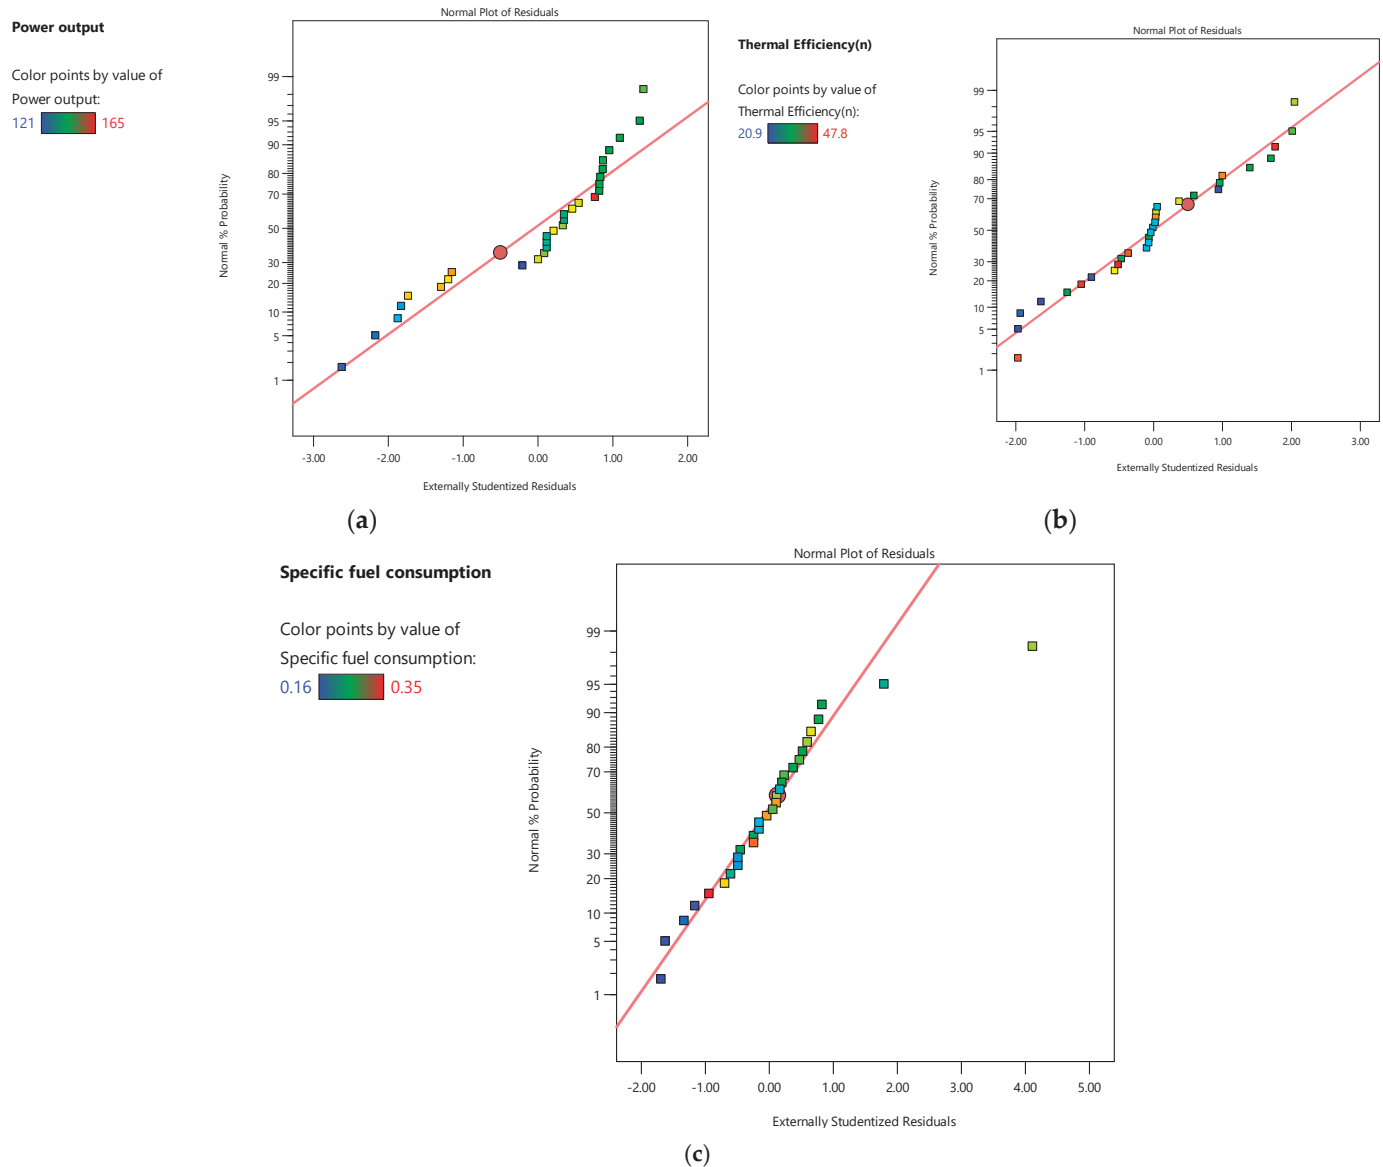 Power output
Color points by value of
Power output:
121 165
Normal Plot of Residuals
Normal % Probability
99
95
90
80
70
50
30
20
10
5
1
-3.00 -2.00 -1.00 0.00 1.00 2.00
Externally Studentized Residuals
(a)
Thermal Efficiency(n)
Color points by value of
Thermal Efficiency(n):
20.9 47.8
Normal Plot of Residuals
Normal % Probability
99
95
90
80
70
50
30
20
10
5
1
-2.00 -1.00 0.00 1.00 2.00 3.00
Externally Studentized Residuals
(b)
Specific fuel consumption
Color points by value of
Specific fuel consumption:
0.16 0.35
Normal Plot of Residuals
Normal % Probability
99
95
90
80
70
50
30
20
10
5
1
-2.00 -1.00 0.00 1.00 2.00 3.00 4.00 5.00
Externally Studentized Residuals
(c)